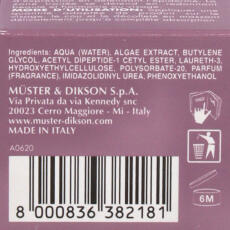 Ingredients: AQUA (WATER), ALGAE EXTRACT, BUTYLENE
GLYCOL, ACETYL DIPEPTIDE-1 CETYL ESTER, LAURETH-3,
HYDROXYETHYLCELLULOSE, POLYSORBATE-20, PARFUM
(FRAGRANCE), IMIDAZOLIDINYL UREA, PHENOXYETHANOL
MÜSTER & DIKSON S.p.A.
Via Privata da via Kennedy snc
20023 Cerro Maggiore - Mi - Italy
www.muster-dikson.com
MADE IN ITALY
A0620
6M
8 000836 382181